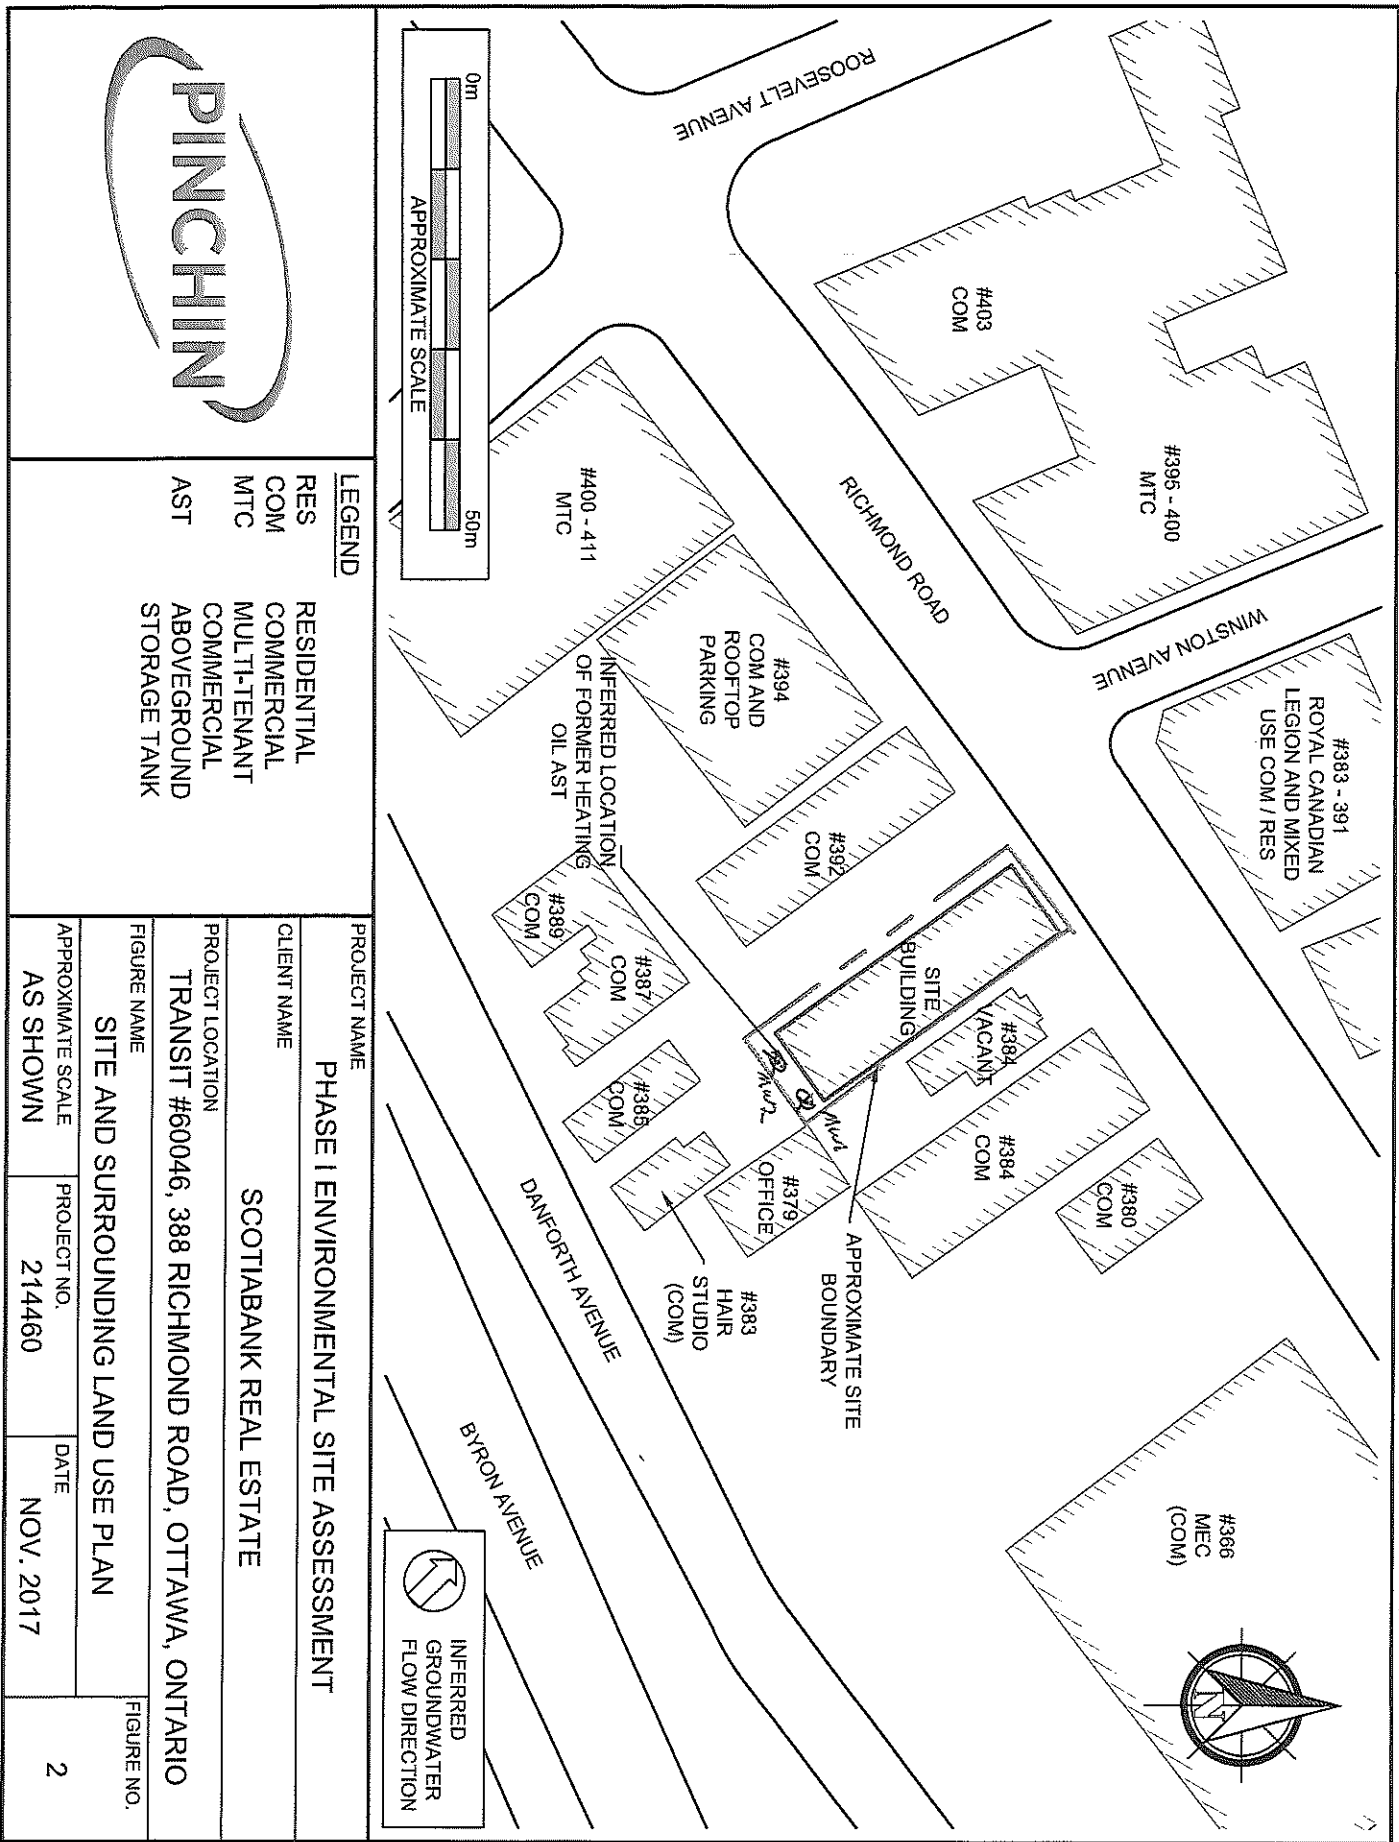 ROOSEVELT AVENUE
#403
COM
#395 - 400
MTC
WINSTON AVENUE
#383 - 391
ROYAL CANADIAN
LEGION AND MIXED
USE COM / RES
RICHMOND ROAD
#400 - 411
MTC
#394
COM AND
ROOFTOP
PARKING
#392
COM
SITE
BUILDING
#384
VACANT
#384
COM
#380
COM
#366
MEC
(COM)
N
INFERRED LOCATION
OF FORMER HEATING
OIL AST
#389
COM
#387
COM
#385
COM
#379
OFFICE
MW2
MW1
APPROXIMATE SITE
BOUNDARY
#383
HAIR
STUDIO
(COM)
DANFORTH AVENUE
BYRON AVENUE
0m
50m
APPROXIMATE SCALE
INFERRED
GROUNDWATER
FLOW DIRECTION
PINCHIN
LEGEND
RES RESIDENTIAL
COM COMMERCIAL
MTC MULTI-TENANT
COMMERCIAL
AST ABOVEGROUND
STORAGE TANK
PROJECT NAME
PHASE I ENVIRONMENTAL SITE ASSESSMENT
CLIENT NAME
SCOTIABANK REAL ESTATE
PROJECT LOCATION
TRANSIT #60046, 388 RICHMOND ROAD, OTTAWA, ONTARIO
FIGURE NAME
SITE AND SURROUNDING LAND USE PLAN
FIGURE NO.
2
APPROXIMATE SCALE
AS SHOWN
PROJECT NO.
214460
DATE
NOV. 2017